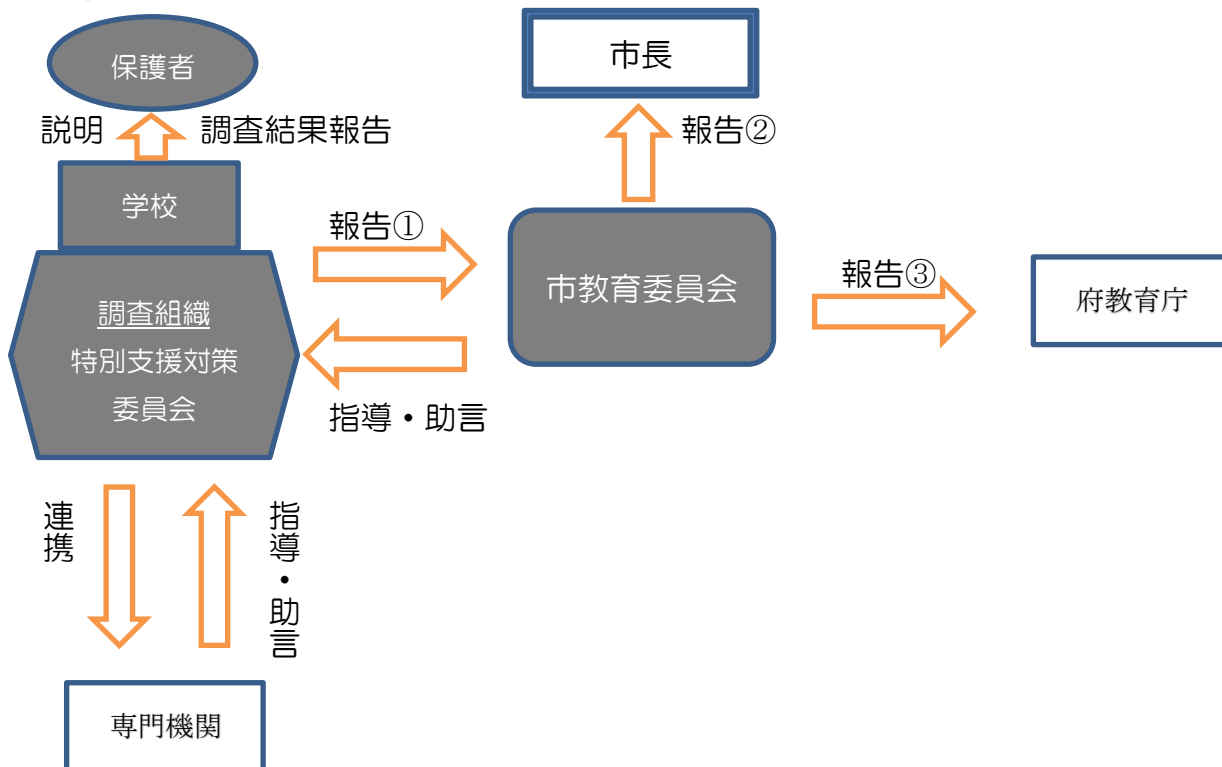 保護者
市長
説明
調査結果報告
報告②
学校
報告①
市教育委員会
報告③
府教育庁
調査組織
特別支援対策
委員会
指導・助言
連携
指導・助言
専門機関